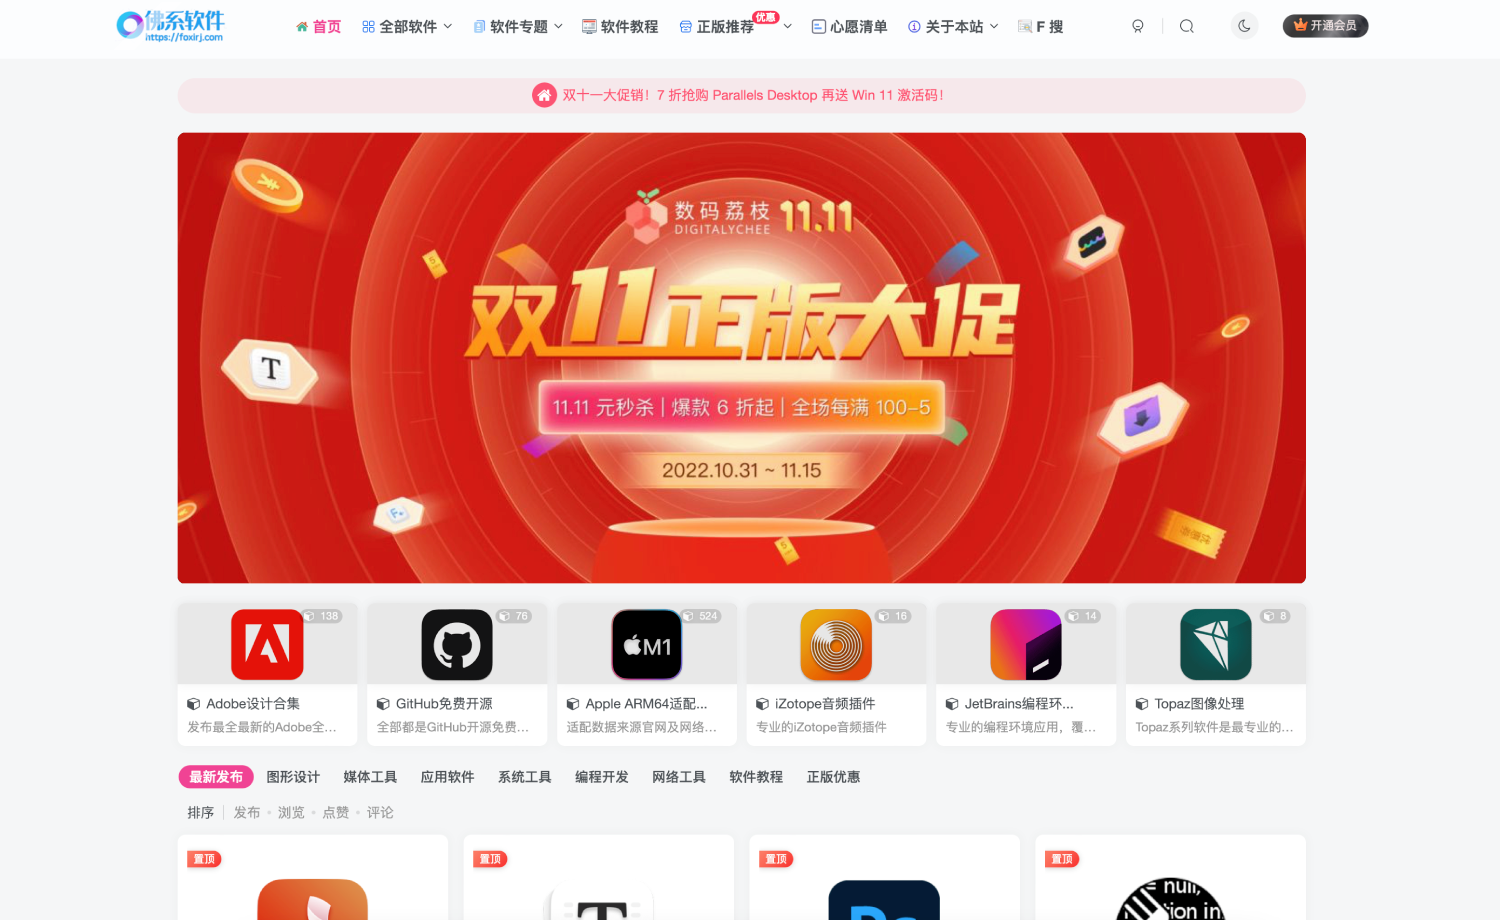 佛系软件
https://foxirj.com
首页
全部软件
软件专题
软件教程
正版推荐
优惠
心愿清单
关于本站
F 搜
开通会员
双十一大促销！7 折抢购 Parallels Desktop 再送 Win 11 激活码！
数码荔枝 11.11
DIGITALYCHEE
双11正版大促
11.11 元秒杀 | 爆款 6 折起 | 全场每满 100-5
2022.10.31 ~ 11.15
T
138
76
524
16
14
8
M1
Adobe设计合集
GitHub免费开源
Apple ARM64适配...
iZotope音频插件
JetBrains编程环...
Topaz图像处理
发布最全最新的Adobe全...
全部都是GitHub开源免费...
适配数据来源官网及网络...
专业的iZotope音频插件
专业的编程环境应用，覆...
Topaz系列软件是最专业的...
最新发布
图形设计
媒体工具
应用软件
系统工具
编程开发
网络工具
软件教程
正版优惠
排序
发布
浏览
点赞
评论
置顶
置顶
置顶
置顶
T
Ps
null,
tion in